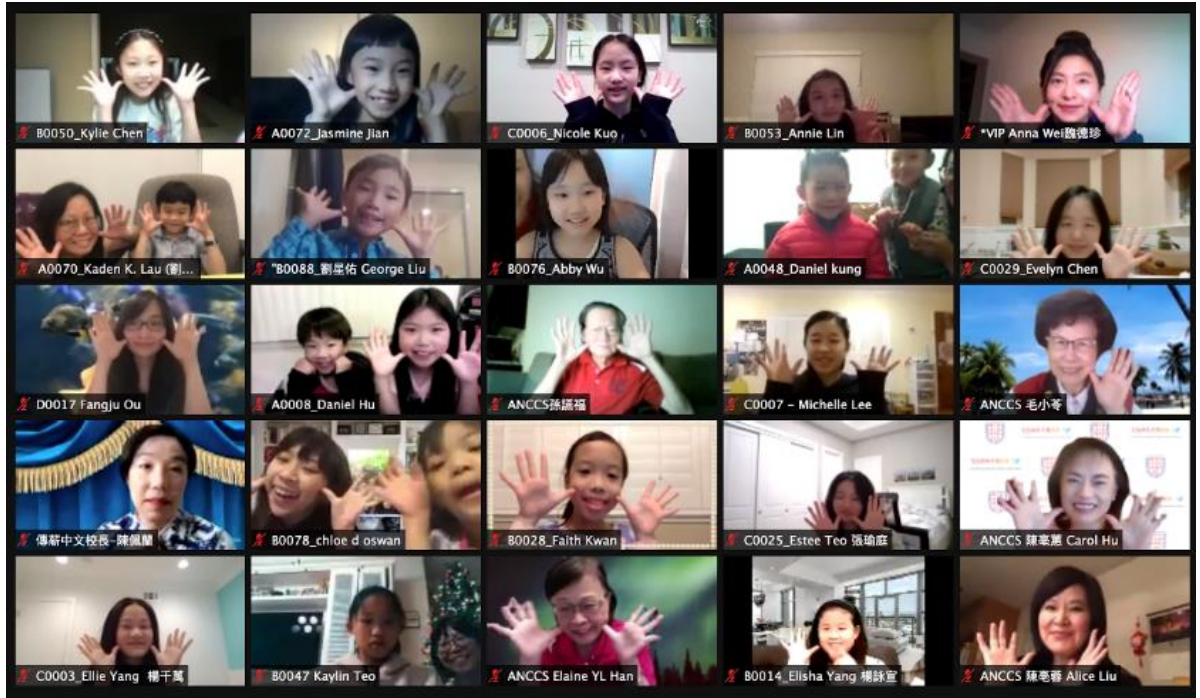 B0050_Kylie Chen
A0072_Jasmine Jian
C0006_Nicole Kuo
B0053_Annie Lin
*VIP Anna Wei魏德珍
A0070_Kaden K. Lau (劉...
"B0088_劉星佑 George Liu
B0076_Abby Wu
A0048_Daniel kung
C0029_Evelyn Chen
D0017 Fangju Ou
A0008_Daniel Hu
ANCCS孫謡福
C0007 – Michelle Lee
ANCCS 毛小苓
傳薪中文校長-陳佩蘭
B0078_chloe d oswan
B0028_Faith Kwan
C0025_Estee Teo 張瑜庭
ANCCS 陳亳蕙 Carol Hu
C0003_Ellie Yang 楊千萬
B0047 Kaylin Teo
ANCCS Elaine YL Han
B0014_Elisha Yang 楊詠宣
ANCCS 陳亳蓉 Alice Liu